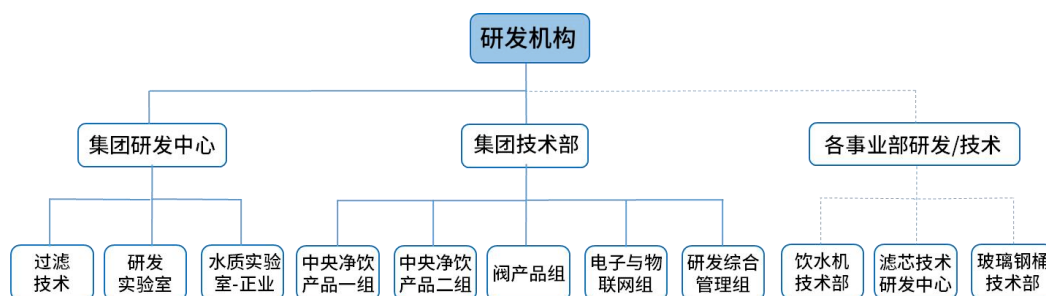 研发机构
集团研发中心
集团技术部
各事业部研发/技术
过滤
技术
研发
实验室
水质实验
室-正业
中央净饮
产品一组
中央净饮
产品二组
阀产品组
电子与物
联网组
研发综合
管理组
饮水机
技术部
滤芯技术
研发中心
玻璃钢桶
技术部